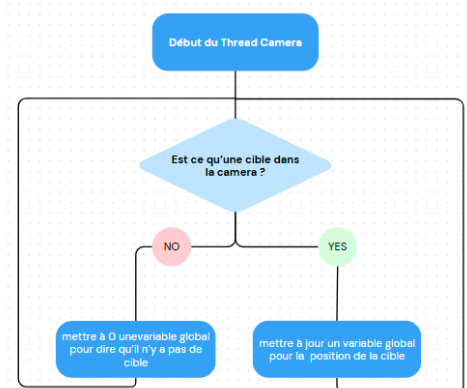 Début du Thread Camera
Est ce qu'une cible dans
la camera ?
NO
YES
mettre à 0 unevariable global
pour dire qu'il n'y a pas de
cible
mettre à jour un variable global
pour la position de la cible